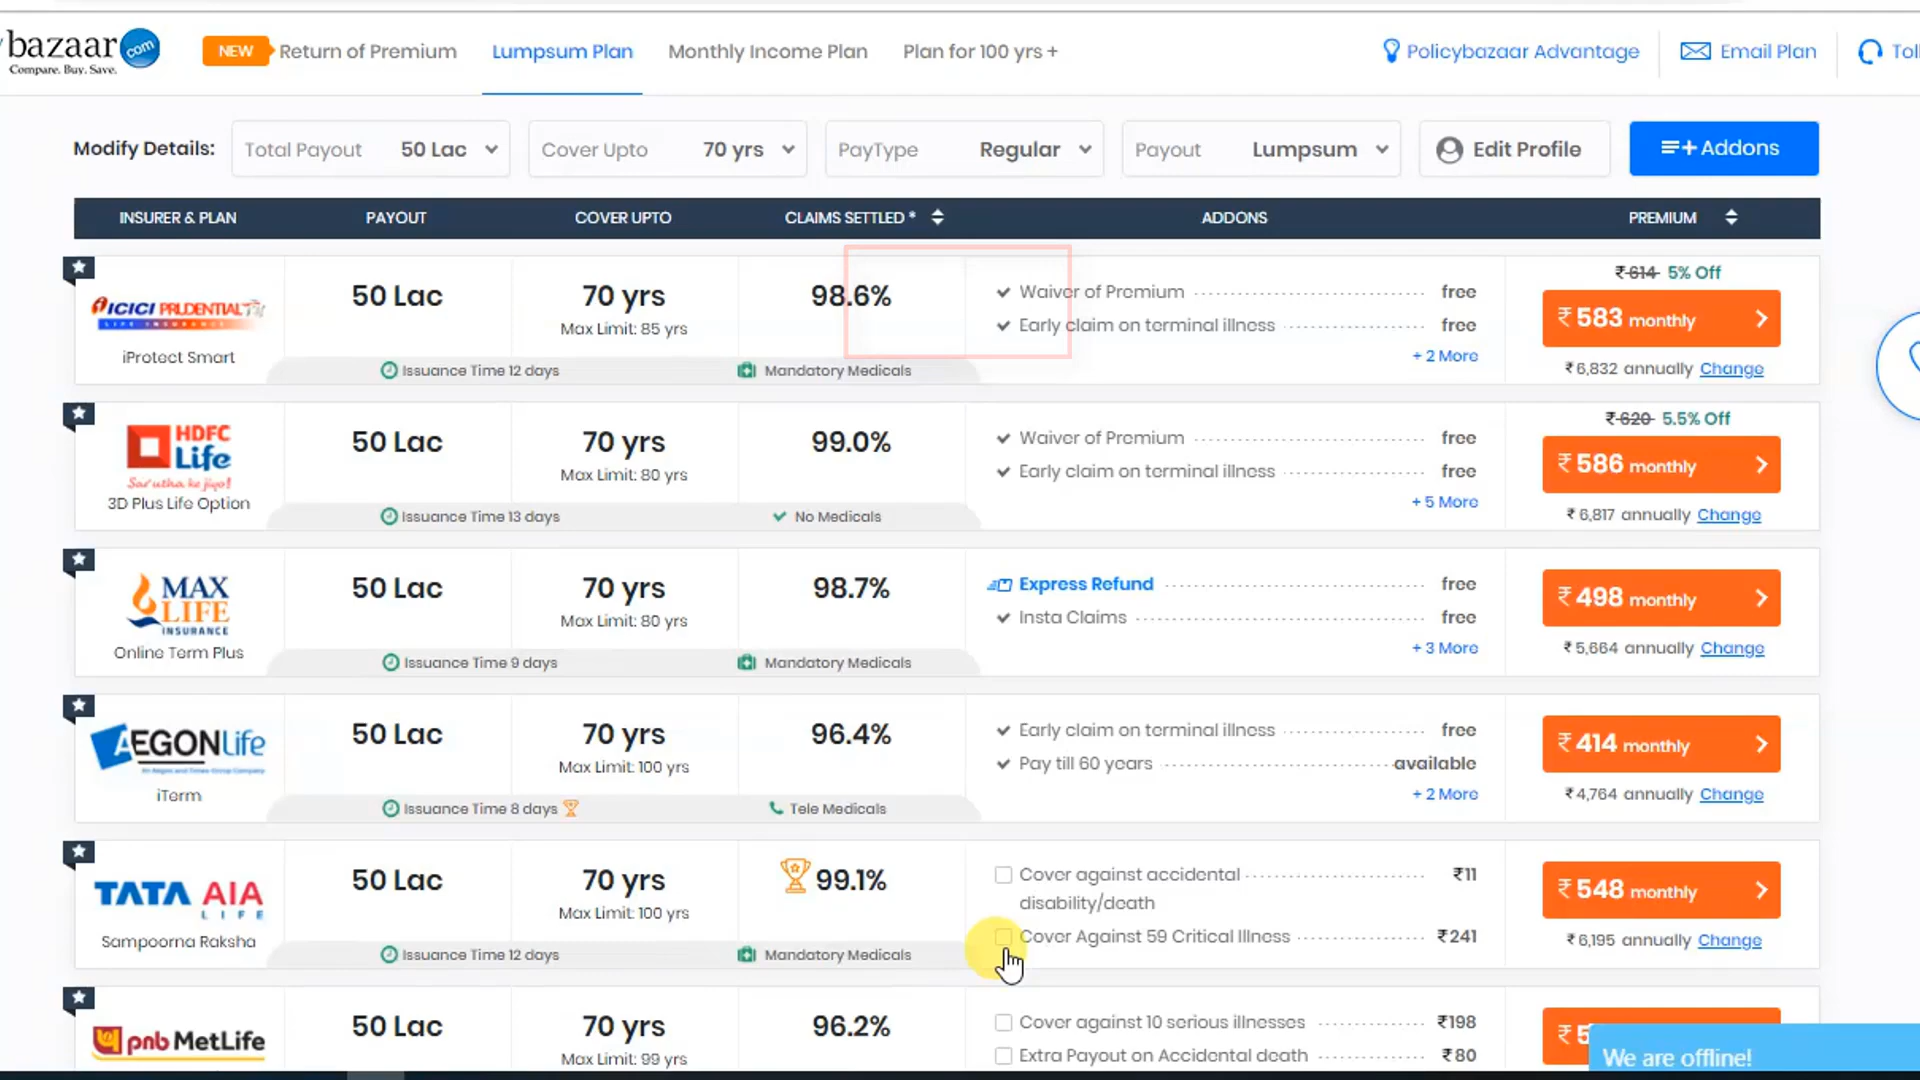 bazaar com
Compare. Buy. Save.
NEW Return of Premium Lumpsum Plan Monthly Income Plan Plan for 100 yrs + Policybazaar Advantage Email Plan Toll
Modify Details: Total Payout 50 Lac Cover Upto 70 yrs PayType Regular Payout Lumpsum Edit Profile Addons
INSURER & PLAN PAYOUT COVER UPTO CLAIMS SETTLED * ADDONS PREMIUM
ICICI PRUDENTIAL
LIFE INSURANCE
iProtect Smart
50 Lac
70 yrs
Max Limit: 85 yrs
98.6%
Issuance Time 12 days
Mandatory Medicals
Waiver of Premium free
Early claim on terminal illness free
+ 2 More
₹ 614 5% Off
₹ 583 monthly
₹ 6,832 annually Change
HDFC
Life
Sar utha ke jiyo!
3D Plus Life Option
50 Lac
70 yrs
Max Limit: 80 yrs
99.0%
Issuance Time 13 days
No Medicals
Waiver of Premium free
Early claim on terminal illness free
+ 5 More
₹ 620 5.5% Off
₹ 586 monthly
₹ 6,817 annually Change
MAX
LIFE
INSURANCE
Online Term Plus
50 Lac
70 yrs
Max Limit: 80 yrs
98.7%
Issuance Time 9 days
Mandatory Medicals
Express Refund free
Insta Claims free
+ 3 More
₹ 498 monthly
₹ 5,664 annually Change
AEGON Life
iTerm
50 Lac
70 yrs
Max Limit: 100 yrs
96.4%
Issuance Time 8 days
Tele Medicals
Early claim on terminal illness free
Pay till 60 years available
+ 2 More
₹ 414 monthly
₹ 4,764 annually Change
TATA AIA
LIFE
Sampoorna Raksha
50 Lac
70 yrs
Max Limit: 100 yrs
99.1%
Issuance Time 12 days
Mandatory Medicals
Cover against accidental ₹11
disability/death
Cover Against 59 Critical Illness ₹241
₹ 548 monthly
₹ 6,195 annually Change
pnb MetLife
50 Lac
70 yrs
Max Limit: 99 yrs
96.2%
Cover against 10 serious illnesses ₹198
Extra Payout on Accidental death ₹80
₹ 5
We are offline!